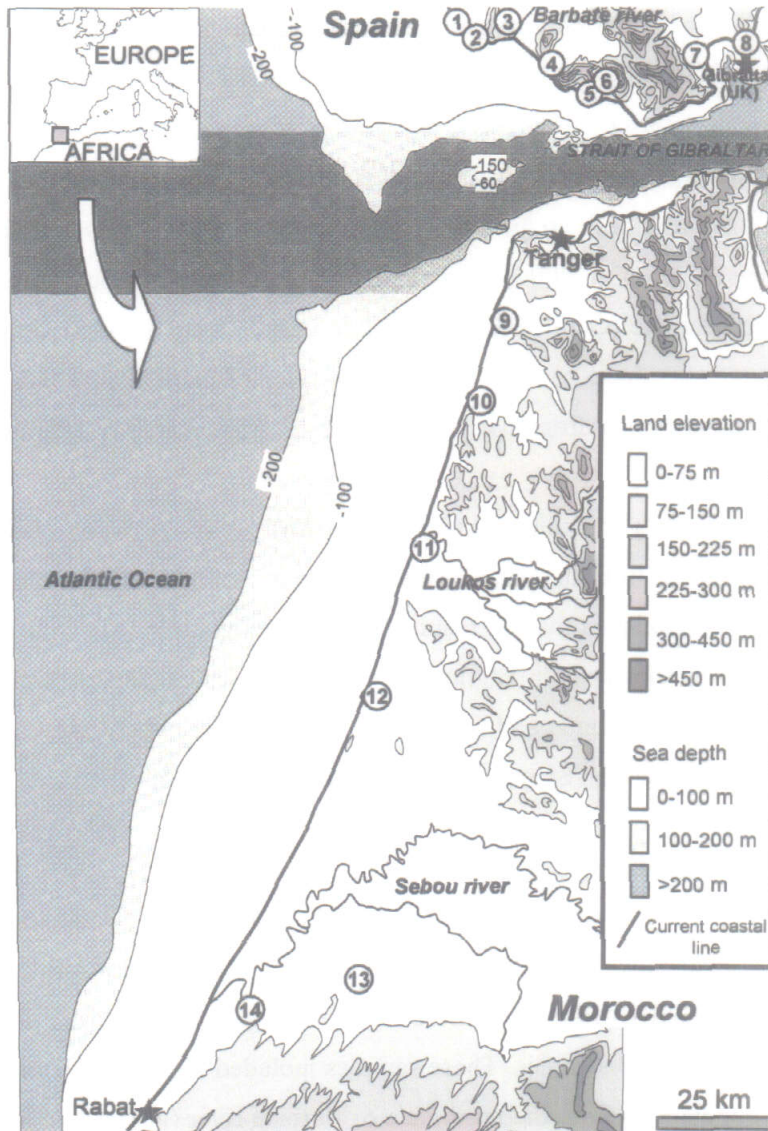 Spain
Barbate river
-100
-200
1
2
3
4
5
6
7
8
Gibralta
(UK)
EUROPE
AFRICA
STRAIT OF GIBRALTAR
-150
-60
Tanger
9
10
-200
-100
11
Loukos river
Atlantic Ocean
12
Sebou river
13
14
Morocco
Rabat
25 km
Land elevation
0-75 m
75-150 m
150-225 m
225-300 m
300-450 m
>450 m
Sea depth
0-100 m
100-200 m
>200 m
Current coastal
line